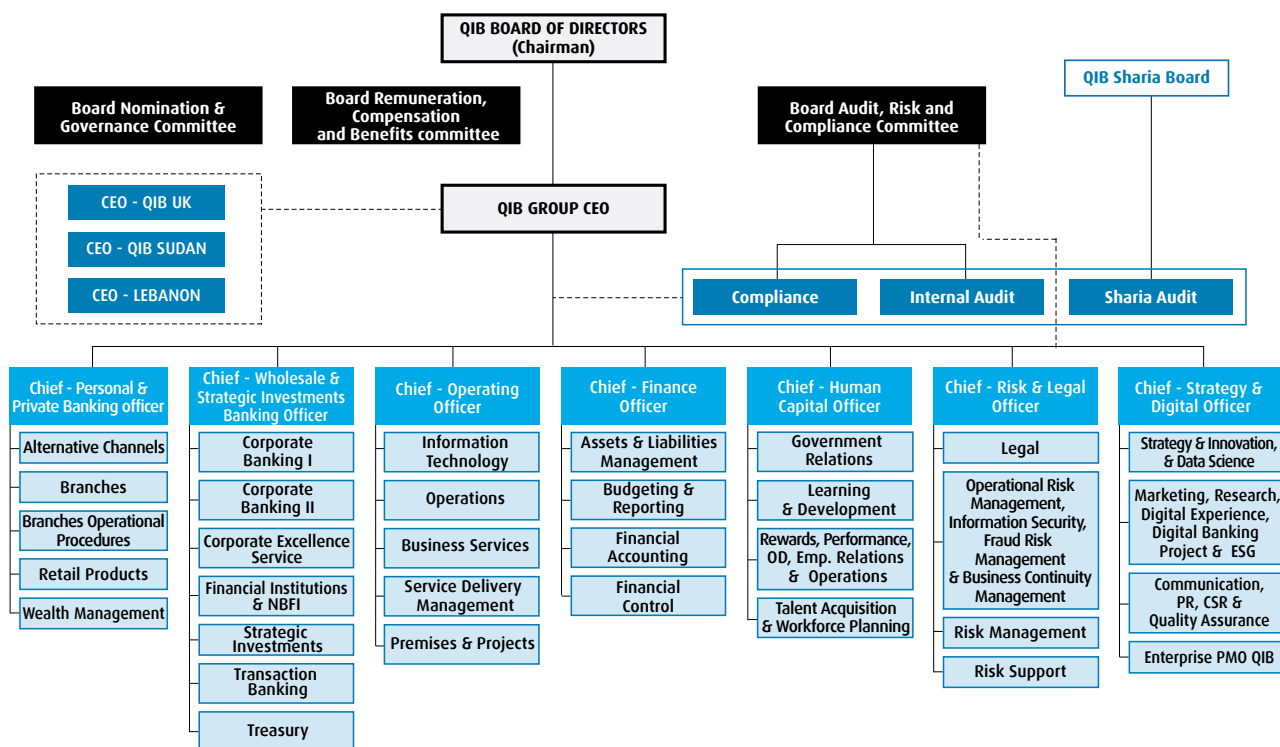 QIB BOARD OF DIRECTORS
(Chairman)
QIB Sharia Board
Board Nomination &
Governance Committee
Board Remuneration,
Compensation
and Benefits committee
Board Audit, Risk and
Compliance Committee
CEO - QIB UK
CEO - QIB SUDAN
CEO - LEBANON
QIB GROUP CEO
Compliance
Internal Audit
Sharia Audit
Chief - Personal &
Private Banking officer
Alternative Channels
Branches
Branches Operational
Procedures
Retail Products
Wealth Management
Chief - Wholesale &
Strategic Investments
Banking Officer
Corporate
Banking I
Corporate
Banking II
Corporate Excellence
Service
Financial Institutions
& NBFI
Strategic
Investments
Transaction
Banking
Treasury
Chief - Operating
Officer
Information
Technology
Operations
Business Services
Service Delivery
Management
Premises & Projects
Chief - Finance
Officer
Assets & Liabilities
Management
Budgeting &
Reporting
Financial
Accounting
Financial
Control
Chief - Human
Capital Officer
Government
Relations
Learning
& Development
Rewards, Performance,
OD, Emp. Relations
& Operations
Talent Acquisition
& Workforce Planning
Chief - Risk & Legal
Officer
Legal
Operational Risk
Management,
Information Security,
Fraud Risk
Management
& Business Continuity
Management
Risk Management
Risk Support
Chief - Strategy &
Digital Officer
Strategy & Innovation,
& Data Science
Marketing, Research,
Digital Experience,
Digital Banking
Project & ESG
Communication,
PR, CSR &
Quality Assurance
Enterprise PMO QIB